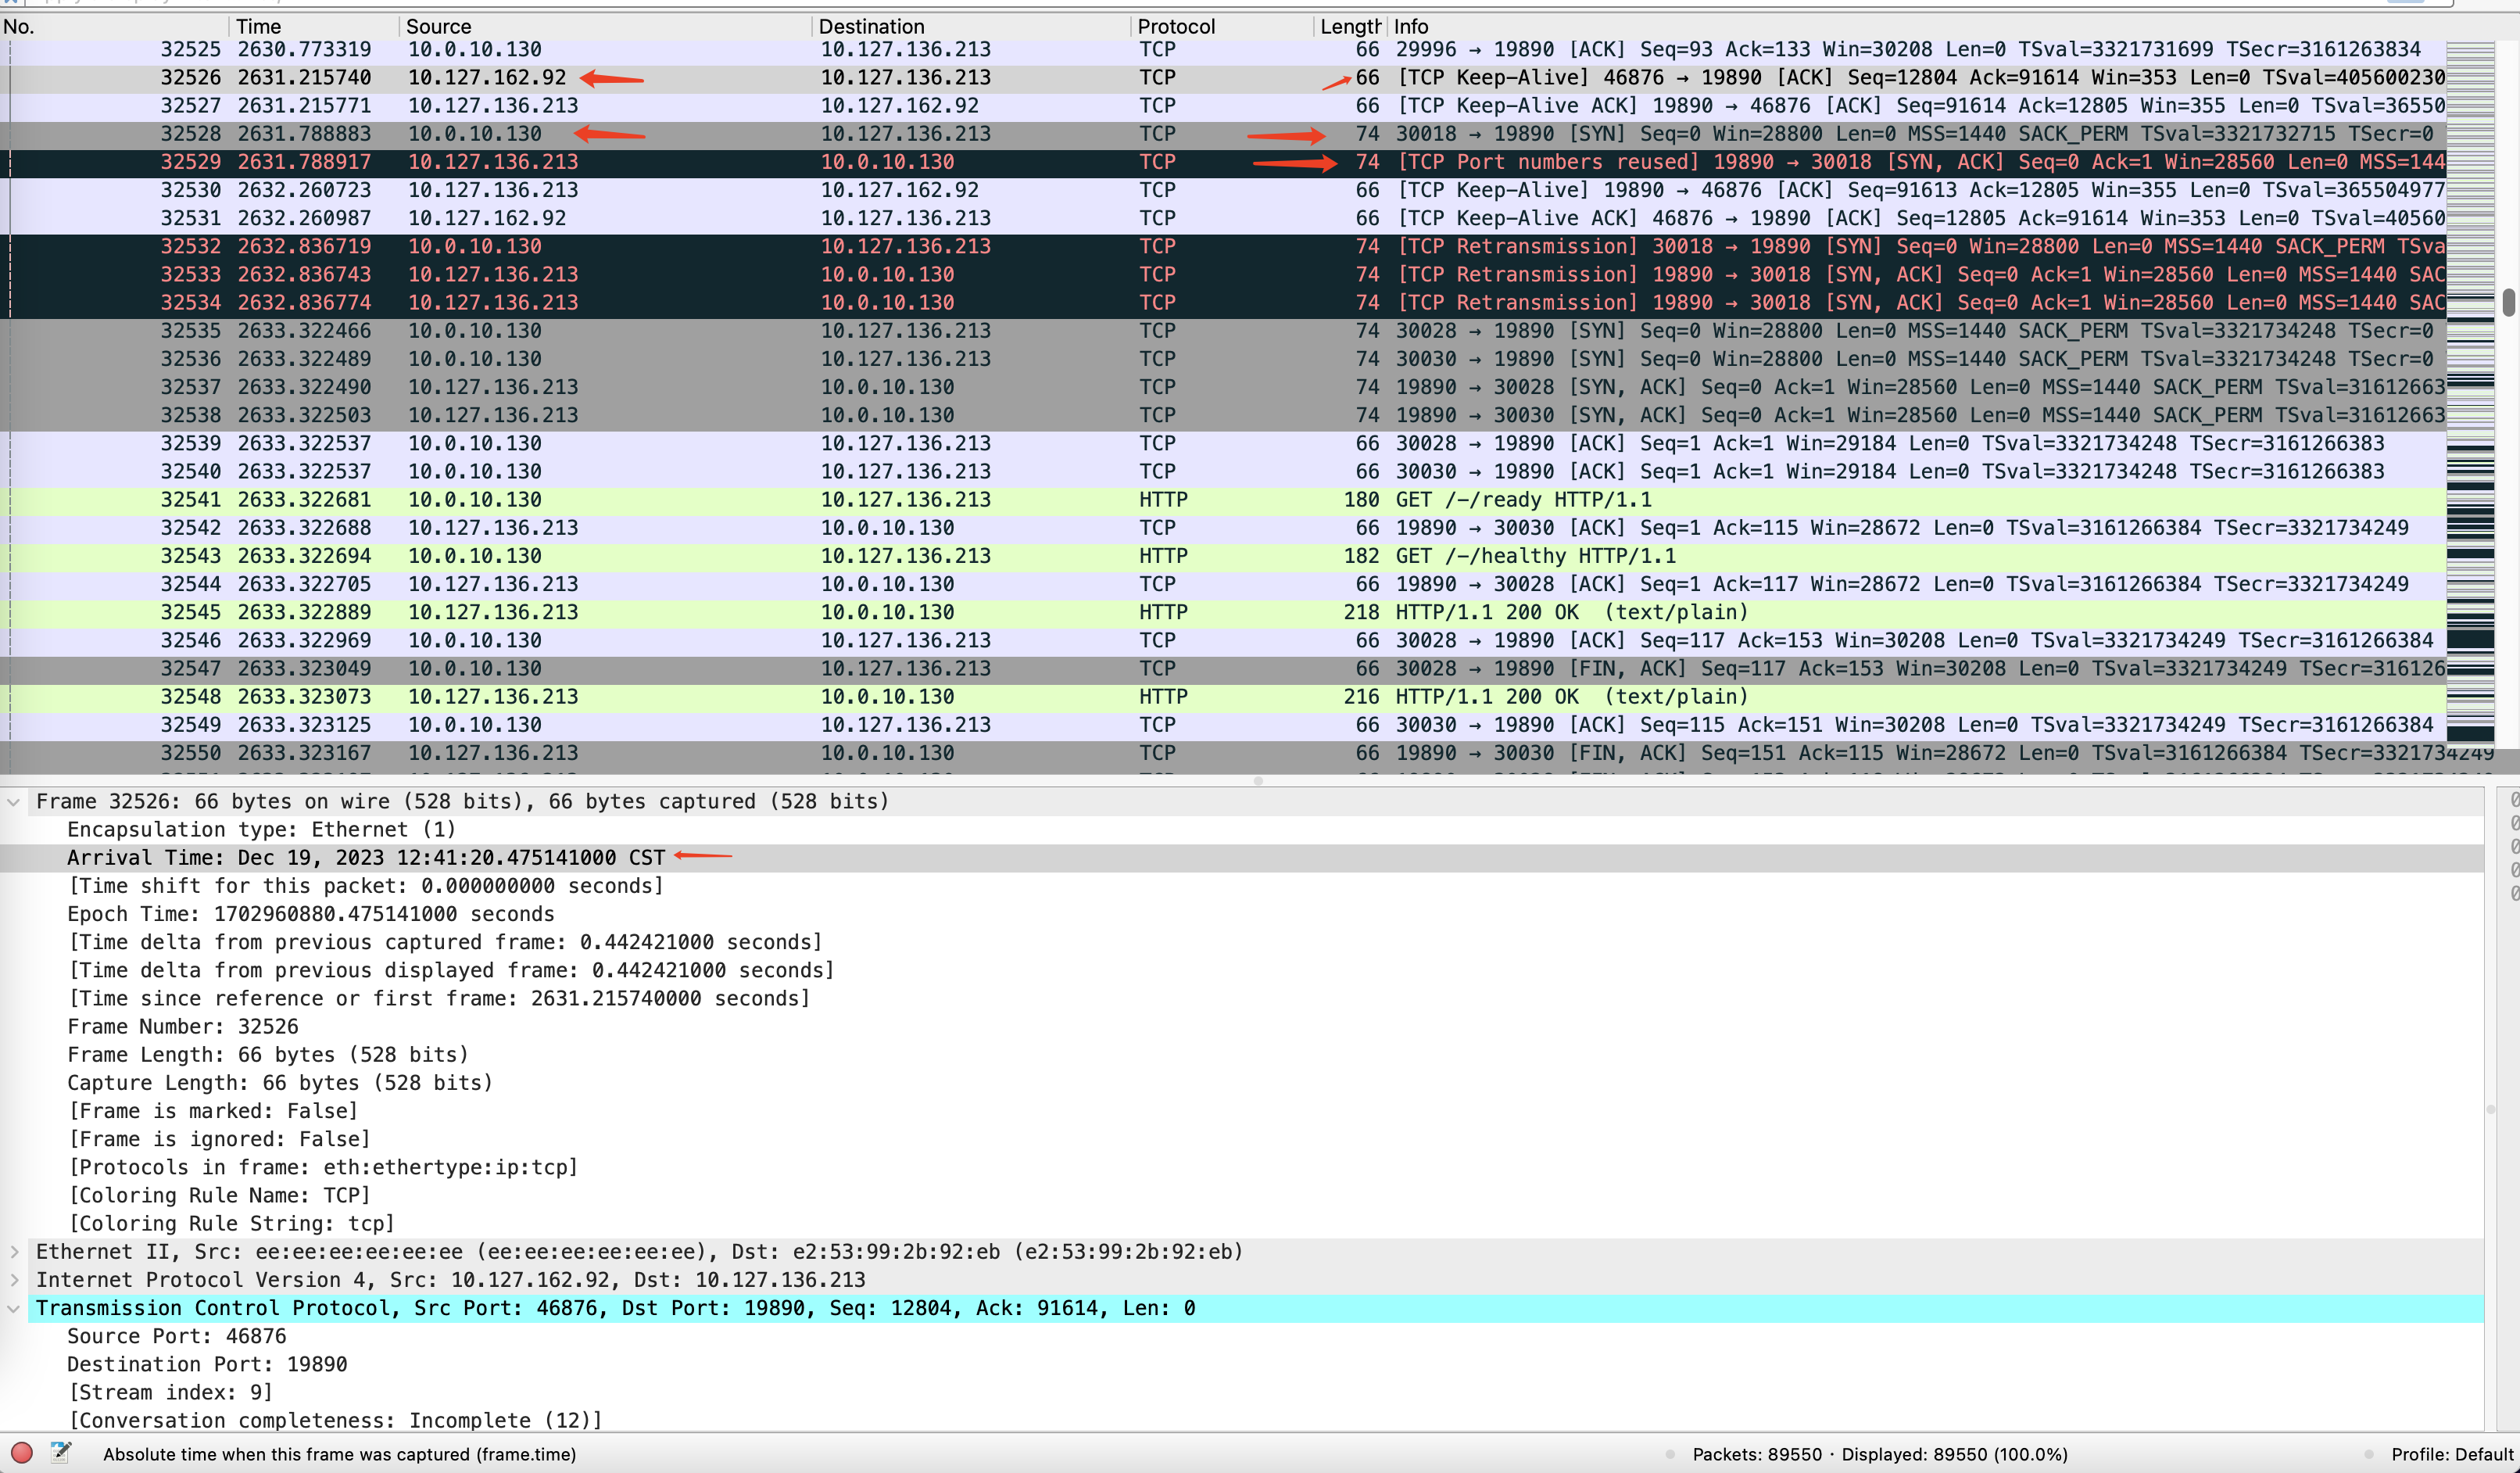 No. Time Source Destination Protocol Length Info
32525 2630.773319 10.0.10.130 10.127.136.213 TCP 66 29996 → 19890 [ACK] Seq=93 Ack=133 Win=30208 Len=0 TSval=3321731699 TSecr=3161263834
32526 2631.215740 10.127.162.92 10.127.136.213 TCP 66 [TCP Keep-Alive] 46876 → 19890 [ACK] Seq=12804 Ack=91614 Win=353 Len=0 TSval=405600230
32527 2631.215771 10.127.136.213 10.127.162.92 TCP 66 [TCP Keep-Alive ACK] 19890 → 46876 [ACK] Seq=91614 Ack=12805 Win=355 Len=0 TSval=36550
32528 2631.788883 10.0.10.130 10.127.136.213 TCP 74 30018 → 19890 [SYN] Seq=0 Win=28800 Len=0 MSS=1440 SACK_PERM TSval=3321732715 TSecr=0
32529 2631.788917 10.127.136.213 10.0.10.130 TCP 74 [TCP Port numbers reused] 19890 → 30018 [SYN, ACK] Seq=0 Ack=1 Win=28560 Len=0 MSS=144
32530 2632.260723 10.127.136.213 10.127.162.92 TCP 66 [TCP Keep-Alive] 19890 → 46876 [ACK] Seq=91613 Ack=12805 Win=355 Len=0 TSval=365504977
32531 2632.260987 10.127.162.92 10.127.136.213 TCP 66 [TCP Keep-Alive ACK] 46876 → 19890 [ACK] Seq=12805 Ack=91614 Win=353 Len=0 TSval=40560
32532 2632.836719 10.0.10.130 10.127.136.213 TCP 74 [TCP Retransmission] 30018 → 19890 [SYN] Seq=0 Win=28800 Len=0 MSS=1440 SACK_PERM TSva
32533 2632.836743 10.127.136.213 10.0.10.130 TCP 74 [TCP Retransmission] 19890 → 30018 [SYN, ACK] Seq=0 Ack=1 Win=28560 Len=0 MSS=1440 SAC
32534 2632.836774 10.127.136.213 10.0.10.130 TCP 74 [TCP Retransmission] 19890 → 30018 [SYN, ACK] Seq=0 Ack=1 Win=28560 Len=0 MSS=1440 SAC
32535 2633.322466 10.0.10.130 10.127.136.213 TCP 74 30028 → 19890 [SYN] Seq=0 Win=28800 Len=0 MSS=1440 SACK_PERM TSval=3321734248 TSecr=0
32536 2633.322489 10.0.10.130 10.127.136.213 TCP 74 30030 → 19890 [SYN] Seq=0 Win=28800 Len=0 MSS=1440 SACK_PERM TSval=3321734248 TSecr=0
32537 2633.322490 10.127.136.213 10.0.10.130 TCP 74 19890 → 30028 [SYN, ACK] Seq=0 Ack=1 Win=28560 Len=0 MSS=1440 SACK_PERM TSval=31612663
32538 2633.322503 10.127.136.213 10.0.10.130 TCP 74 19890 → 30030 [SYN, ACK] Seq=0 Ack=1 Win=28560 Len=0 MSS=1440 SACK_PERM TSval=31612663
32539 2633.322537 10.0.10.130 10.127.136.213 TCP 66 30028 → 19890 [ACK] Seq=1 Ack=1 Win=29184 Len=0 TSval=3321734248 TSecr=3161266383
32540 2633.322537 10.0.10.130 10.127.136.213 TCP 66 30030 → 19890 [ACK] Seq=1 Ack=1 Win=29184 Len=0 TSval=3321734248 TSecr=3161266383
32541 2633.322681 10.0.10.130 10.127.136.213 HTTP 180 GET /-/ready HTTP/1.1
32542 2633.322688 10.127.136.213 10.0.10.130 TCP 66 19890 → 30030 [ACK] Seq=1 Ack=115 Win=28672 Len=0 TSval=3161266384 TSecr=3321734249
32543 2633.322694 10.0.10.130 10.127.136.213 HTTP 182 GET /-/healthy HTTP/1.1
32544 2633.322705 10.127.136.213 10.0.10.130 TCP 66 19890 → 30028 [ACK] Seq=1 Ack=117 Win=28672 Len=0 TSval=3161266384 TSecr=3321734249
32545 2633.322889 10.127.136.213 10.0.10.130 HTTP 218 HTTP/1.1 200 OK (text/plain)
32546 2633.322969 10.0.10.130 10.127.136.213 TCP 66 30028 → 19890 [ACK] Seq=117 Ack=153 Win=30208 Len=0 TSval=3321734249 TSecr=3161266384
32547 2633.323049 10.0.10.130 10.127.136.213 TCP 66 30028 → 19890 [FIN, ACK] Seq=117 Ack=153 Win=30208 Len=0 TSval=3321734249 TSecr=316126
32548 2633.323073 10.127.136.213 10.0.10.130 HTTP 216 HTTP/1.1 200 OK (text/plain)
32549 2633.323125 10.0.10.130 10.127.136.213 TCP 66 30030 → 19890 [ACK] Seq=115 Ack=151 Win=30208 Len=0 TSval=3321734249 TSecr=3161266384
32550 2633.323167 10.127.136.213 10.0.10.130 TCP 66 19890 → 30030 [FIN, ACK] Seq=151 Ack=115 Win=28672 Len=0 TSval=3161266384 TSecr=3321734249
Frame 32526: 66 bytes on wire (528 bits), 66 bytes captured (528 bits)
Encapsulation type: Ethernet (1)
Arrival Time: Dec 19, 2023 12:41:20.475141000 CST
[Time shift for this packet: 0.000000000 seconds]
Epoch Time: 1702960880.475141000 seconds
[Time delta from previous captured frame: 0.442421000 seconds]
[Time delta from previous displayed frame: 0.442421000 seconds]
[Time since reference or first frame: 2631.215740000 seconds]
Frame Number: 32526
Frame Length: 66 bytes (528 bits)
Capture Length: 66 bytes (528 bits)
[Frame is marked: False]
[Frame is ignored: False]
[Protocols in frame: eth:ethertype:ip:tcp]
[Coloring Rule Name: TCP]
[Coloring Rule String: tcp]
Ethernet II, Src: ee:ee:ee:ee:ee:ee (ee:ee:ee:ee:ee:ee), Dst: e2:53:99:2b:92:eb (e2:53:99:2b:92:eb)
Internet Protocol Version 4, Src: 10.127.162.92, Dst: 10.127.136.213
Transmission Control Protocol, Src Port: 46876, Dst Port: 19890, Seq: 12804, Ack: 91614, Len: 0
Source Port: 46876
Destination Port: 19890
[Stream index: 9]
[Conversation completeness: Incomplete (12)]
Absolute time when this frame was captured (frame.time) Packets: 89550 · Displayed: 89550 (100.0%) Profile: Default